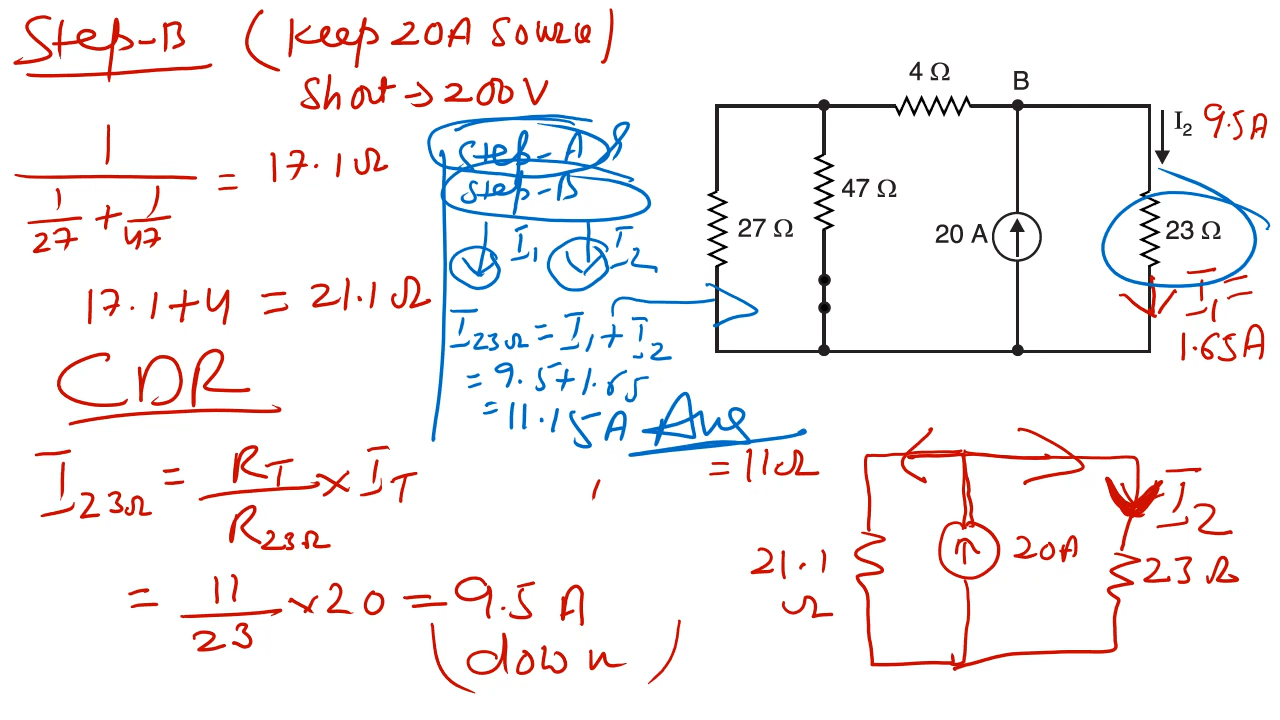 Step-B (Keep 20A Source)
Short → 200V
1
1/27 + 1/47 = 17.1Ω
17.1+4 = 21.1Ω
CDR
I23Ω = RT/R23Ω × IT
= 11/23 × 20 = 9.5 A
(down)
Step-A &
Step-B
I1 I2
I23Ω = I1 + I2
= 9.5+1.65
= 11.15A Ans
= 11Ω
4 Ω
B
I2 9.5A
47 Ω
27 Ω
20 A
23 Ω
I1=
1.65A
I2
21.1
Ω
20A
23Ω